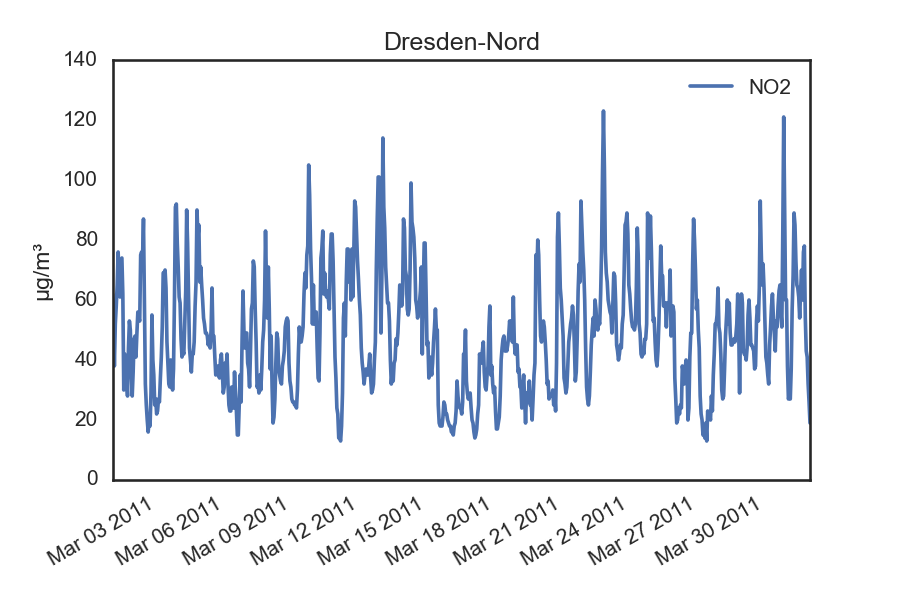 Dresden-Nord
NO2
µg/m³
140
120
100
80
60
40
20
0
Mar 03 2011
Mar 06 2011
Mar 09 2011
Mar 12 2011
Mar 15 2011
Mar 18 2011
Mar 21 2011
Mar 24 2011
Mar 27 2011
Mar 30 2011